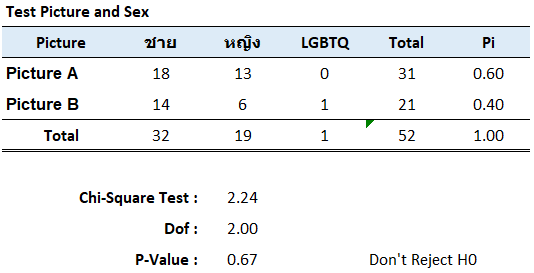 Test Picture and Sex
Picture ชาย หญิง LGBTQ Total Pi
Picture A 18 13 0 31 0.60
Picture B 14 6 1 21 0.40
Total 32 19 1 52 1.00
Chi-Square Test : 2.24
Dof : 2.00
P-Value : 0.67 Don't Reject H0